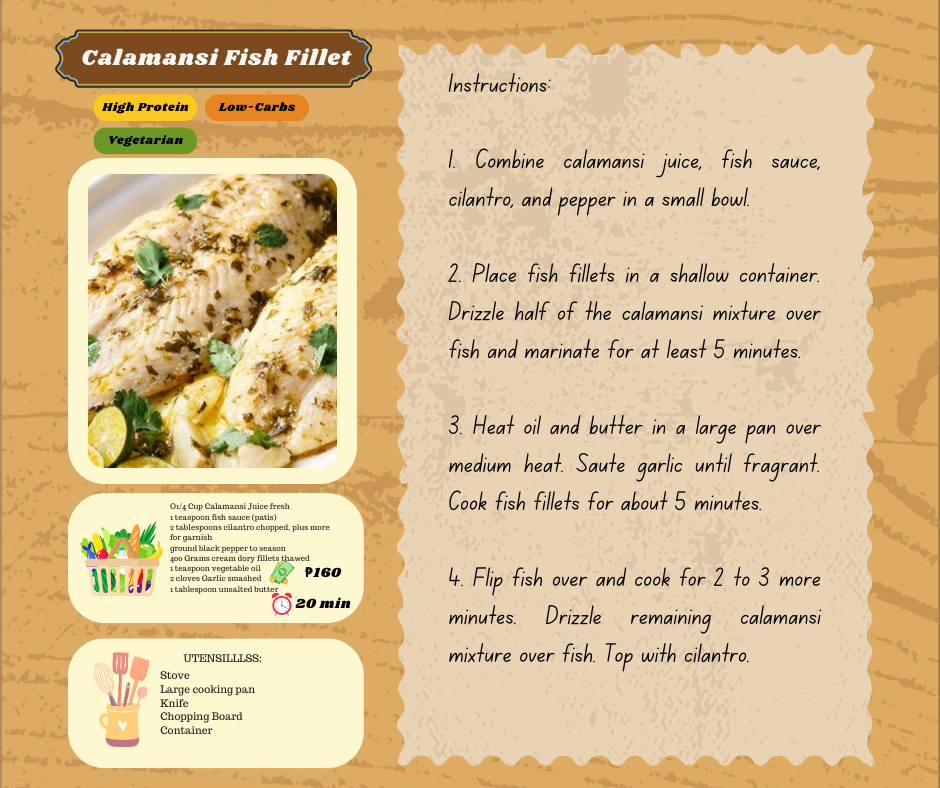 Calamansi Fish Fillet
High Protein
Low-Carbs
Vegetarian
O1/4 Cup Calamansi Juice fresh
1 teaspoon fish sauce (patis)
2 tablespoons cilantro chopped, plus more
for garnish
ground black pepper to season
400 Grams cream dory fillets thawed
1 teaspoon vegetable oil
2 cloves Garlic smashed
1 tablespoon unsalted butter
₱160
20 min
UTENSILLLSS:
Stove
Large cooking pan
Knife
Chopping Board
Container
Instructions:
1. Combine calamansi juice, fish sauce,
cilantro, and pepper in a small bowl.
2. Place fish fillets in a shallow container.
Drizzle half of the calamansi mixture over
fish and marinate for at least 5 minutes.
3. Heat oil and butter in a large pan over
medium heat. Saute garlic until fragrant.
Cook fish fillets for about 5 minutes.
4. Flip fish over and cook for 2 to 3 more
minutes. Drizzle remaining calamansi
mixture over fish. Top with cilantro.